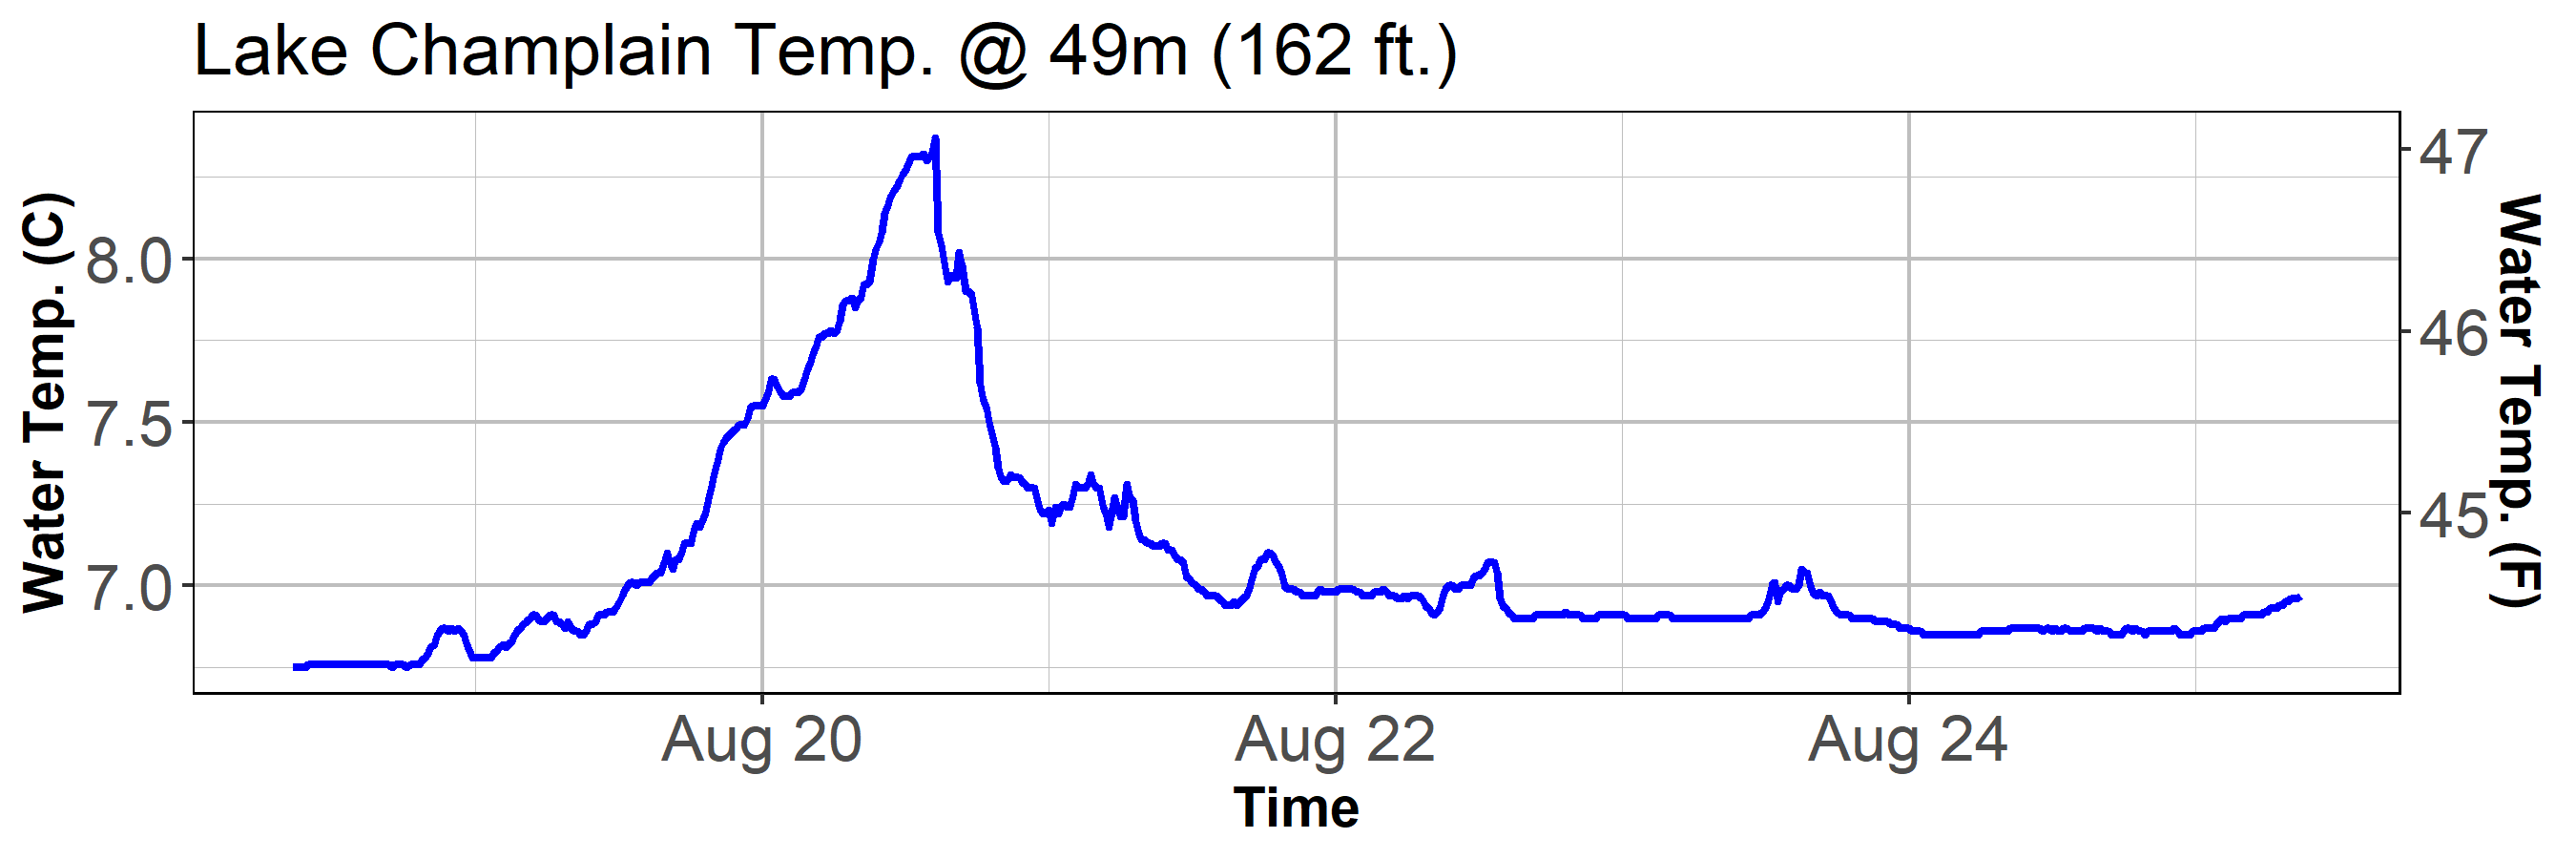 Lake Champlain Temp. @ 49m (162 ft.)
Water Temp. (C)
8.0
7.5
7.0
47
46
45
Water Temp. (F)
Aug 20
Aug 22
Aug 24
Time